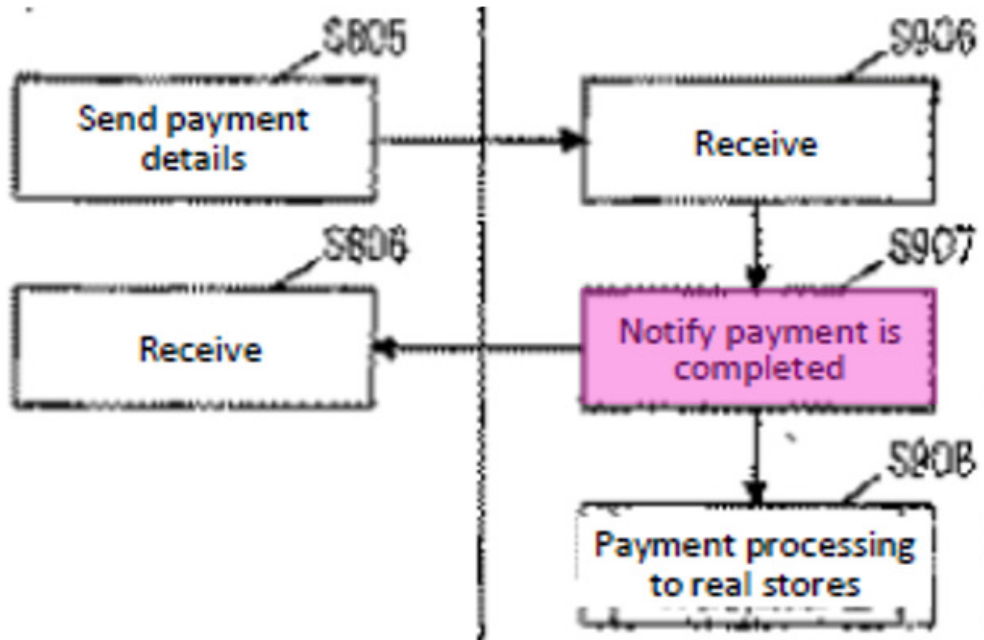 S805
S906
Send payment
details
Receive
S806
S907
Receive
Notify payment is
completed
S908
Payment processing
to real stores